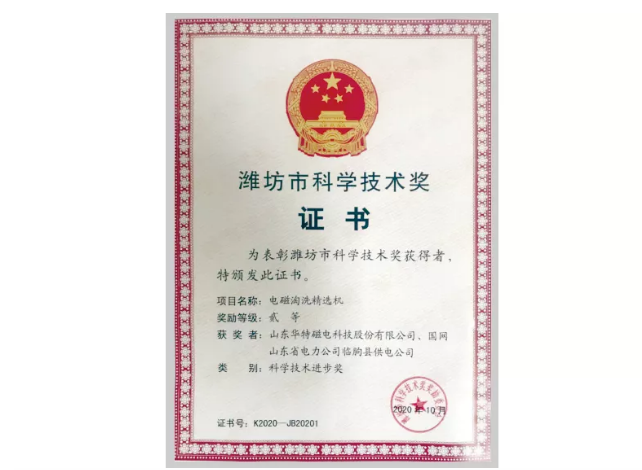 潍坊市科学技术奖
证书
为表彰潍坊市科学技术奖获得者，
特颁发此证书。
项目名称：电磁淘洗精选机
奖励等级：贰 等
获 奖 者：山东华特磁电科技股份有限公司、国网
山东省电力公司临朐县供电公司
类 别：科学技术进步奖
2020年10月
证书号：K2020—JB20201